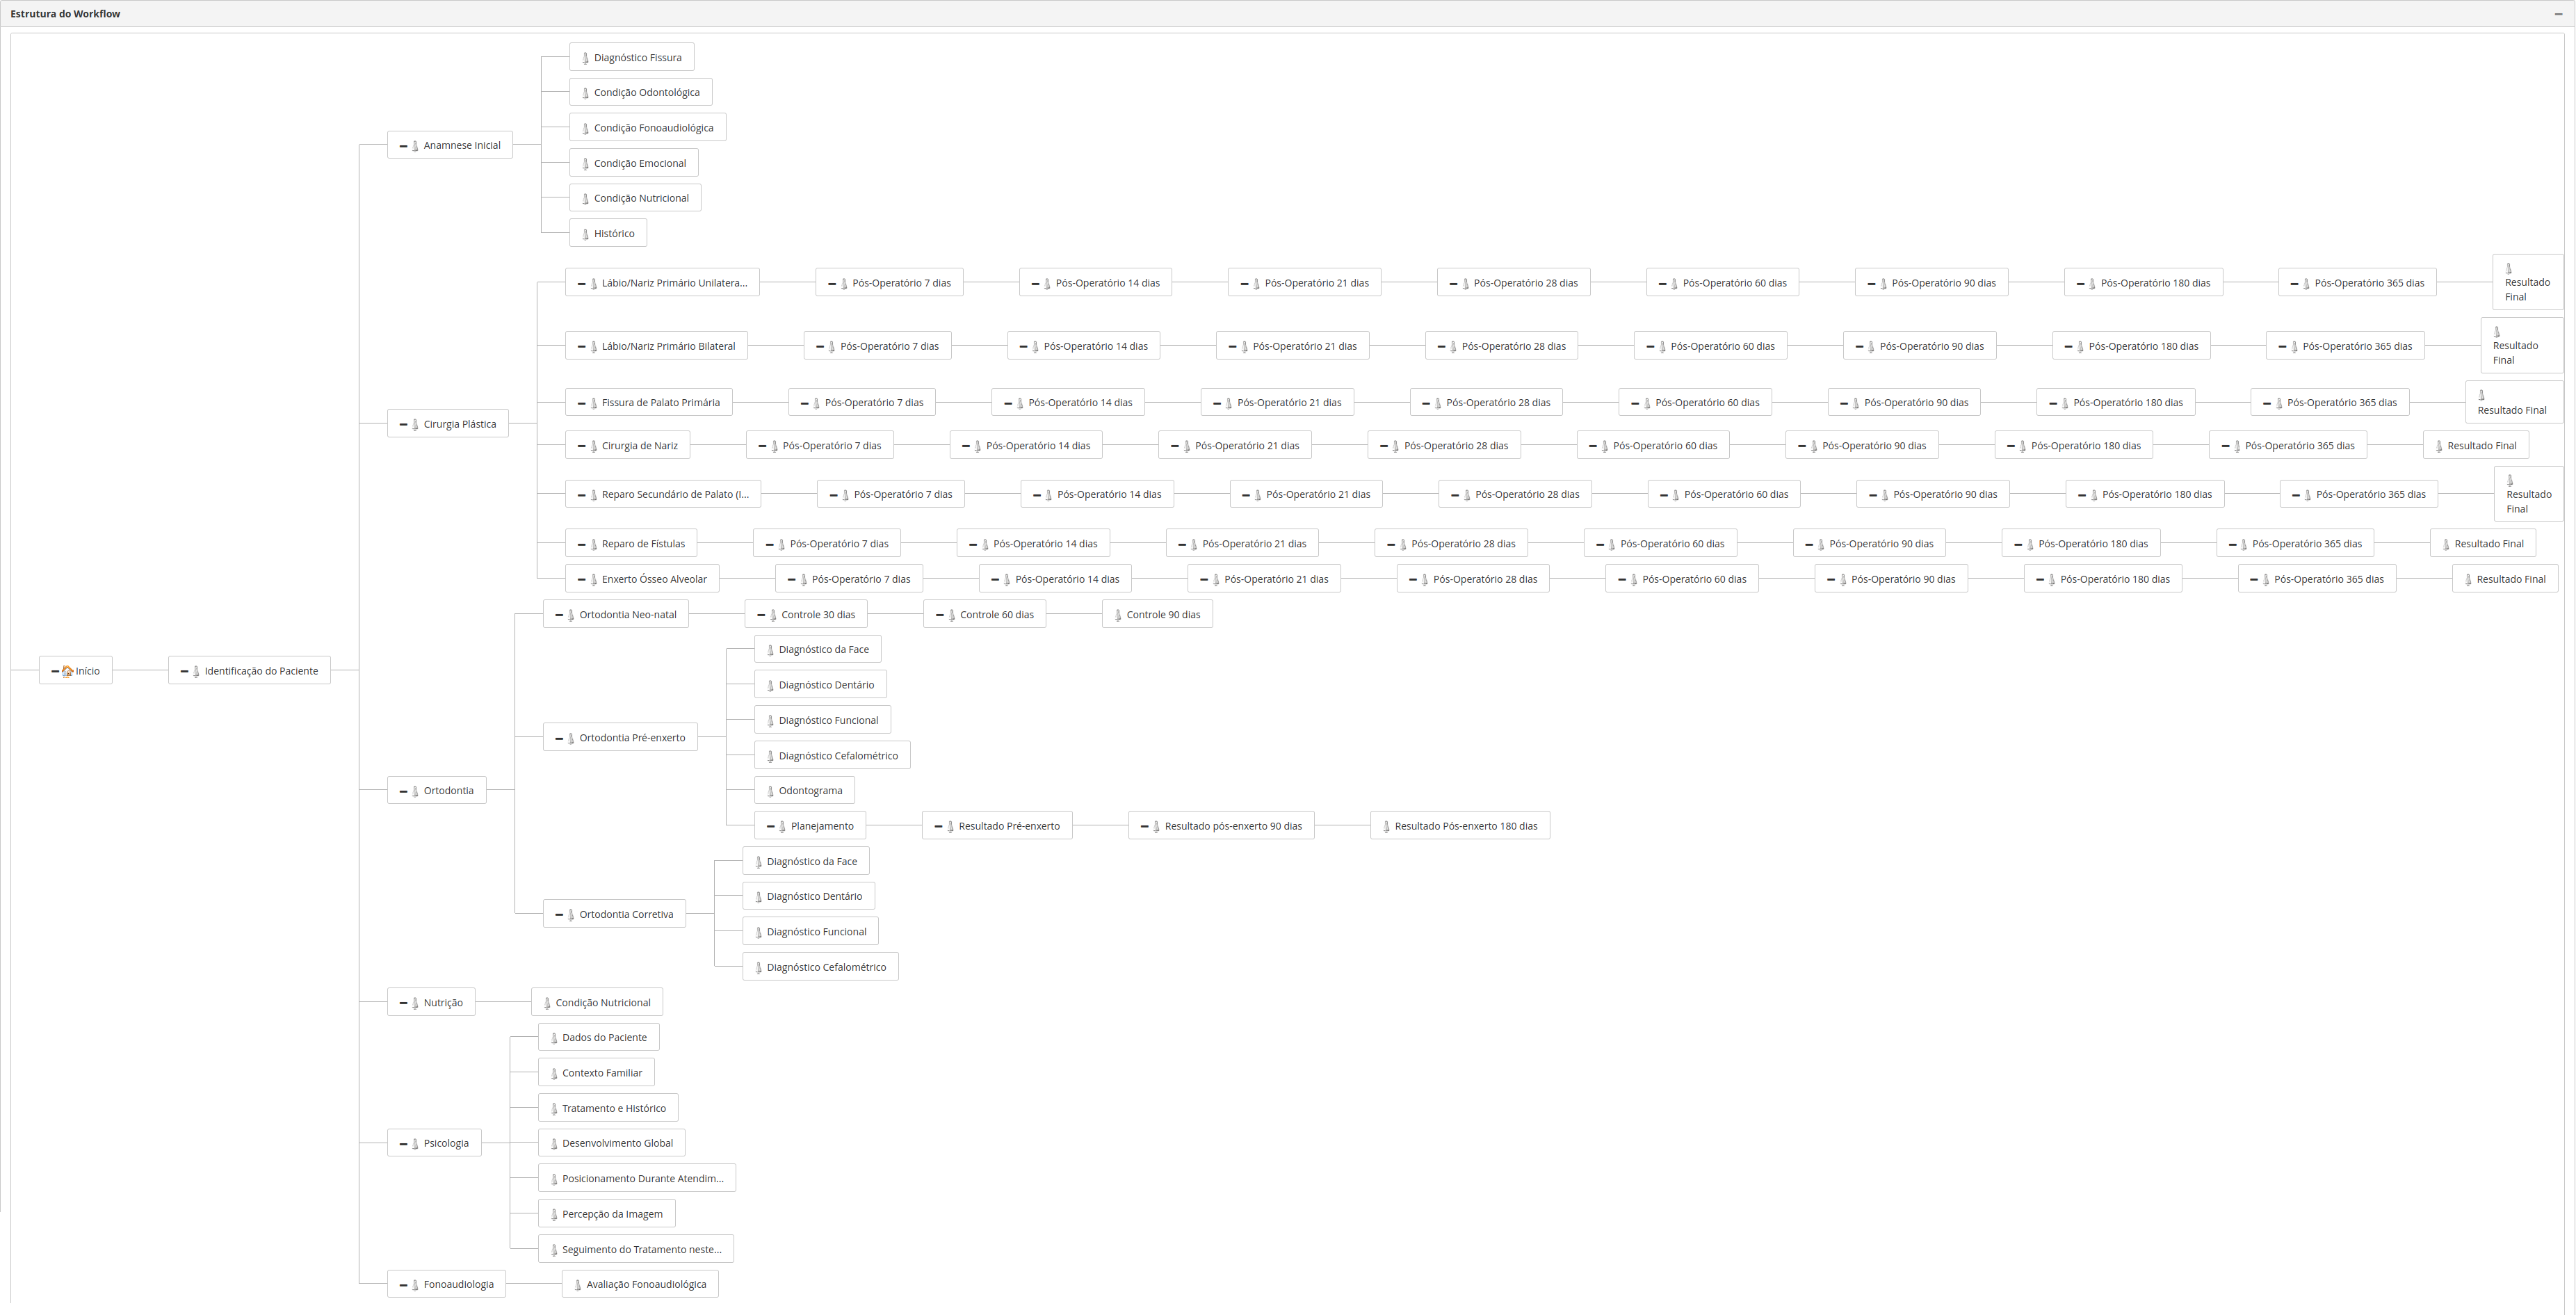 Estrutura do Workflow
Diagnóstico Fissura
Condição Odontológica
Condição Fonoaudiológica
Anamnese Inicial
Condição Emocional
Condição Nutricional
Histórico
Lábio/Nariz Primário Unilatera... Pós-Operatório 7 dias Pós-Operatório 14 dias Pós-Operatório 21 dias Pós-Operatório 28 dias Pós-Operatório 60 dias Pós-Operatório 90 dias Pós-Operatório 180 dias Pós-Operatório 365 dias Resultado
Final
Lábio/Nariz Primário Bilateral Pós-Operatório 7 dias Pós-Operatório 14 dias Pós-Operatório 21 dias Pós-Operatório 28 dias Pós-Operatório 60 dias Pós-Operatório 90 dias Pós-Operatório 180 dias Pós-Operatório 365 dias Resultado
Final
Fissura de Palato Primária Pós-Operatório 7 dias Pós-Operatório 14 dias Pós-Operatório 21 dias Pós-Operatório 28 dias Pós-Operatório 60 dias Pós-Operatório 90 dias Pós-Operatório 180 dias Pós-Operatório 365 dias Resultado Final
Cirurgia Plástica
Cirurgia de Nariz Pós-Operatório 7 dias Pós-Operatório 14 dias Pós-Operatório 21 dias Pós-Operatório 28 dias Pós-Operatório 60 dias Pós-Operatório 90 dias Pós-Operatório 180 dias Pós-Operatório 365 dias Resultado Final
Reparo Secundário de Palato (I... Pós-Operatório 7 dias Pós-Operatório 14 dias Pós-Operatório 21 dias Pós-Operatório 28 dias Pós-Operatório 60 dias Pós-Operatório 90 dias Pós-Operatório 180 dias Pós-Operatório 365 dias Resultado
Final
Reparo de Fístulas Pós-Operatório 7 dias Pós-Operatório 14 dias Pós-Operatório 21 dias Pós-Operatório 28 dias Pós-Operatório 60 dias Pós-Operatório 90 dias Pós-Operatório 180 dias Pós-Operatório 365 dias Resultado Final
Enxerto Ósseo Alveolar Pós-Operatório 7 dias Pós-Operatório 14 dias Pós-Operatório 21 dias Pós-Operatório 28 dias Pós-Operatório 60 dias Pós-Operatório 90 dias Pós-Operatório 180 dias Pós-Operatório 365 dias Resultado Final
Ortodontia Neo-natal Controle 30 dias Controle 60 dias Controle 90 dias
Diagnóstico da Face
Início Identificação do Paciente
Diagnóstico Dentário
Diagnóstico Funcional
Ortodontia Pré-enxerto
Diagnóstico Cefalométrico
Ortodontia
Odontograma
Planejamento Resultado Pré-enxerto Resultado pós-enxerto 90 dias Resultado Pós-enxerto 180 dias
Diagnóstico da Face
Diagnóstico Dentário
Ortodontia Corretiva
Diagnóstico Funcional
Diagnóstico Cefalométrico
Nutrição Condição Nutricional
Dados do Paciente
Contexto Familiar
Tratamento e Histórico
Psicologia Desenvolvimento Global
Posicionamento Durante Atendim...
Percepção da Imagem
Seguimento do Tratamento neste...
Fonoaudiologia Avaliação Fonoaudiológica